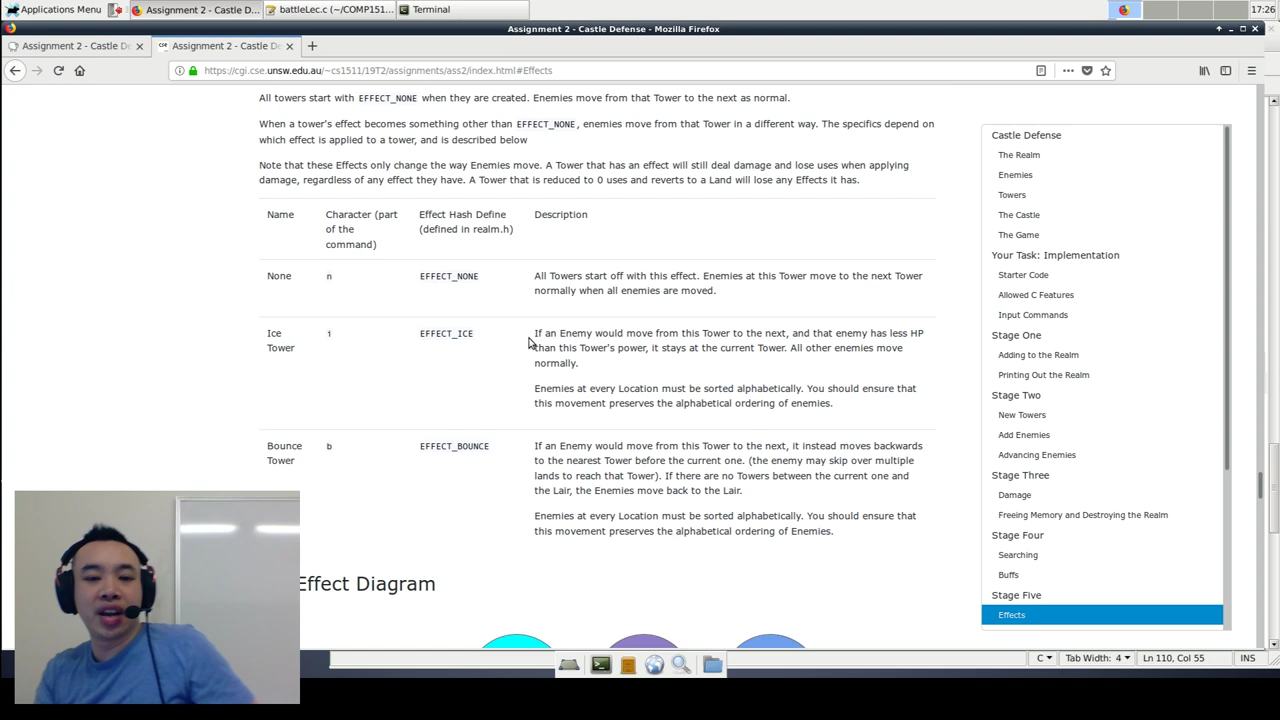 Applications Menu
Assignment 2 - Castle D...
battleLec.c (~/COMP151...
Terminal
17:26
Assignment 2 - Castle Defense - Mozilla Firefox
Assignment 2 - Castle De
Assignment 2 - Castle De
https://cgi.cse.unsw.edu.au/~cs1511/19T2/assignments/ass2/index.html#Effects
All towers start with EFFECT_NONE when they are created. Enemies move from that Tower to the next as normal.
When a tower's effect becomes something other than EFFECT_NONE, enemies move from that Tower in a different way. The specifics depend on
which effect is applied to a tower, and is described below
Note that these Effects only change the way Enemies move. A Tower that has an effect will still deal damage and lose uses when applying
damage, regardless of any effect they have. A Tower that is reduced to 0 uses and reverts to a Land will lose any Effects it has.
Name
Character (part
of the
command)
Effect Hash Define
(defined in realm.h)
Description
None
n
EFFECT_NONE
All Towers start off with this effect. Enemies at this Tower move to the next Tower
normally when all enemies are moved.
Ice
Tower
i
EFFECT_ICE
If an Enemy would move from this Tower to the next, and that enemy has less HP
than this Tower's power, it stays at the current Tower. All other enemies move
normally.
Enemies at every Location must be sorted alphabetically. You should ensure that
this movement preserves the alphabetical ordering of enemies.
Bounce
Tower
b
EFFECT_BOUNCE
If an Enemy would move from this Tower to the next, it instead moves backwards
to the nearest Tower before the current one. (the enemy may skip over multiple
lands to reach that Tower). If there are no Towers between the current one and
the Lair, the Enemies move back to the Lair.
Enemies at every Location must be sorted alphabetically. You should ensure that
this movement preserves the alphabetical ordering of Enemies.
Effect Diagram
Castle Defense
The Realm
Enemies
Towers
The Castle
The Game
Your Task: Implementation
Starter Code
Allowed C Features
Input Commands
Stage One
Adding to the Realm
Printing Out the Realm
Stage Two
New Towers
Add Enemies
Advancing Enemies
Stage Three
Damage
Freeing Memory and Destroying the Realm
Stage Four
Searching
Buffs
Stage Five
Effects
C
Tab Width: 4
Ln 110, Col 55
INS